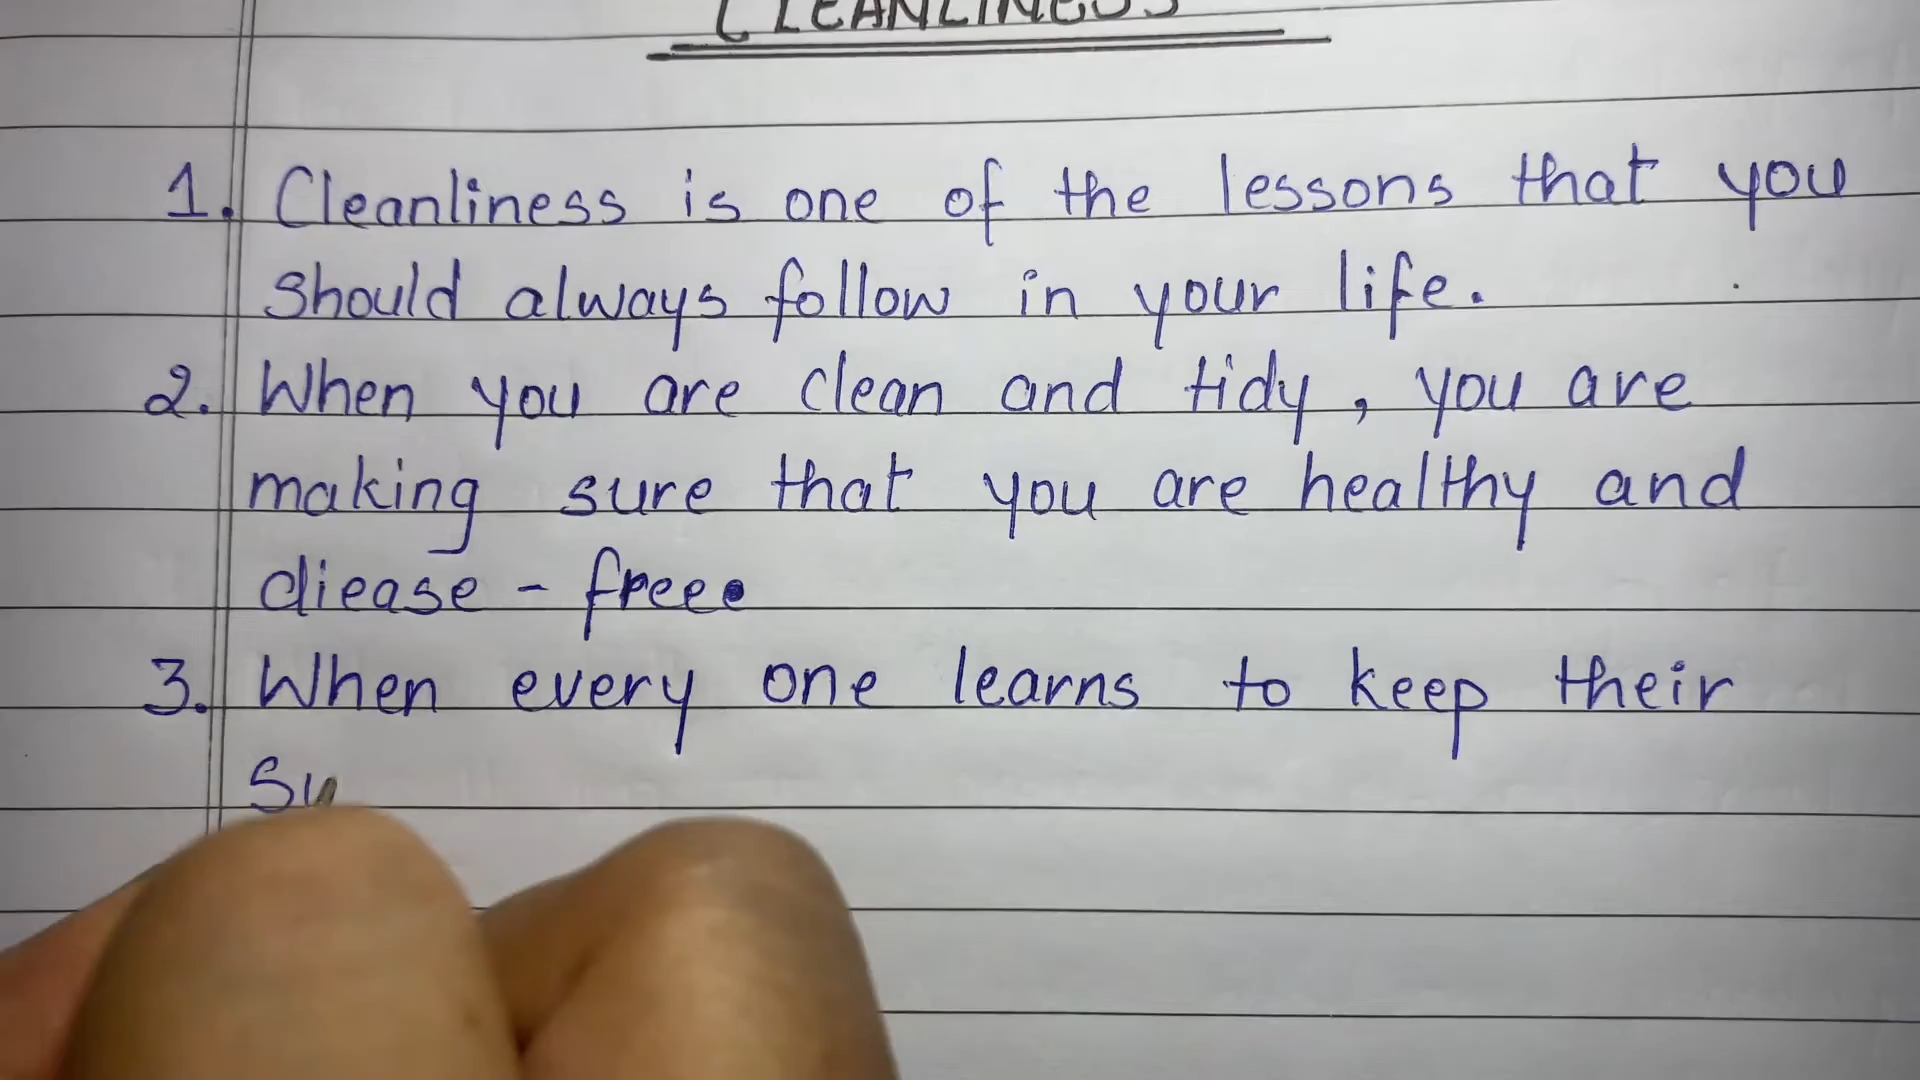 CLEANLINESS
1. Cleanliness is one of the lessons that you
should always follow in your life.
2. When you are clean and tidy, you are
making sure that you are healthy and
diease - free.
3. When every one learns to keep their
Su